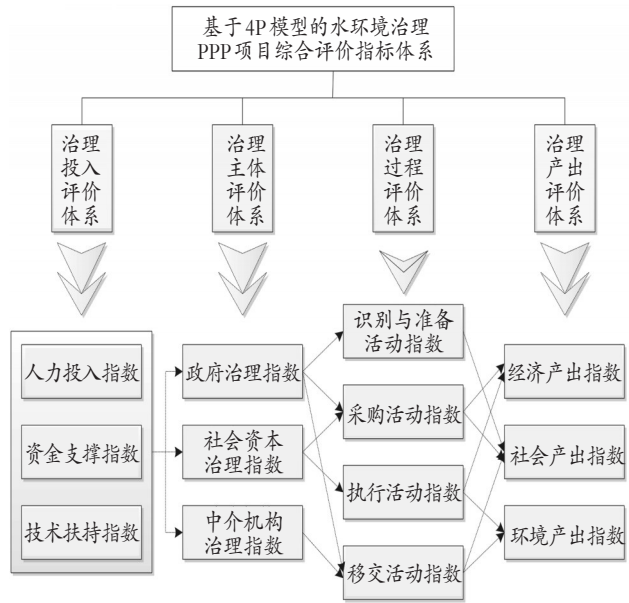 基于4P模型的水环境治理
PPP项目综合评价指标体系
治理
投入
评价
体系
治理
主体
评价
体系
治理
过程
评价
体系
治理
产出
评价
体系
人力投入指数
资金支撑指数
技术扶持指数
政府治理指数
社会资本
治理指数
中介机构
治理指数
识别与准备
活动指数
采购活动指数
执行活动指数
移交活动指数
经济产出指数
社会产出指数
环境产出指数